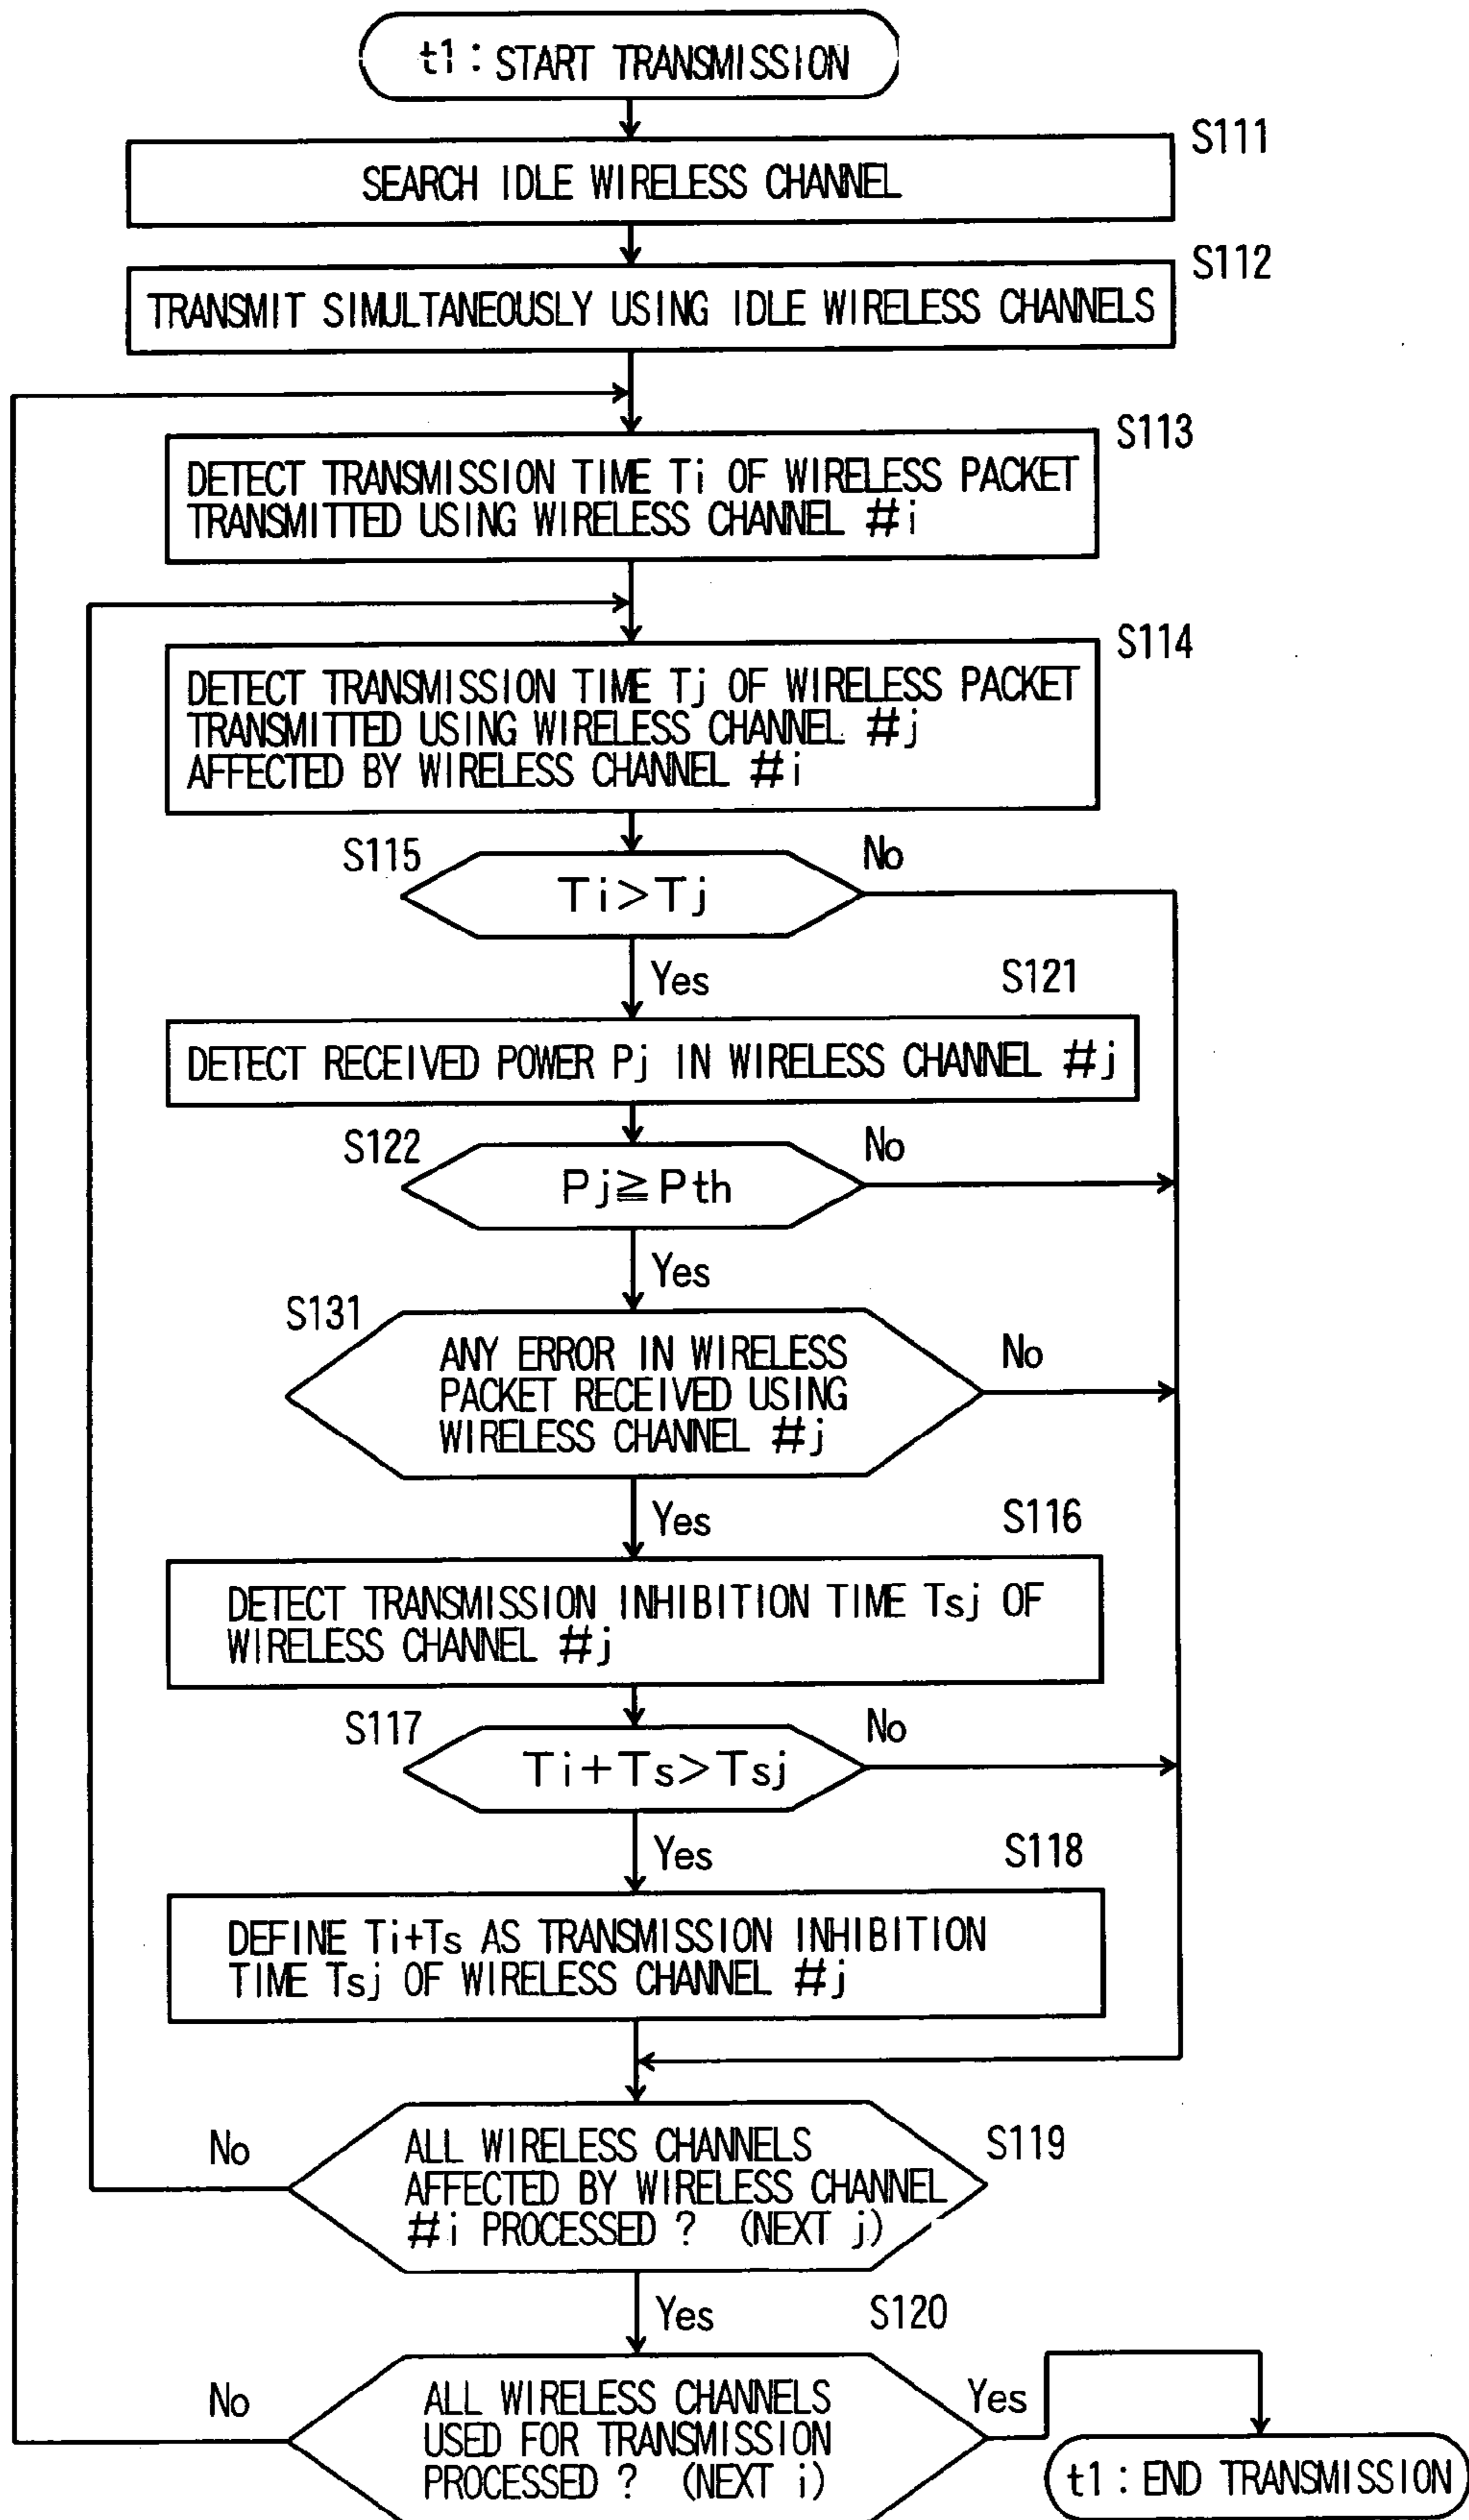 t1 : START TRANSMISSION
S111
SEARCH IDLE WIRELESS CHANNEL
S112
TRANSMIT SIMULTANEOUSLY USING IDLE WIRELESS CHANNELS
S113
DETECT TRANSMISSION TIME Ti OF WIRELESS PACKET
TRANSMITTED USING WIRELESS CHANNEL #i
S114
DETECT TRANSMISSION TIME Tj OF WIRELESS PACKET
TRANSMITTED USING WIRELESS CHANNEL #j
AFFECTED BY WIRELESS CHANNEL #i
S115
No
Ti>Tj
Yes
S121
DETECT RECEIVED POWER Pj IN WIRELESS CHANNEL #j
S122
No
Pj≧Pth
Yes
S131
ANY ERROR IN WIRELESS
PACKET RECEIVED USING
WIRELESS CHANNEL #j
No
Yes
S116
DETECT TRANSMISSION INHIBITION TIME Tsj OF
WIRELESS CHANNEL #j
S117
No
Ti+Ts>Tsj
Yes
S118
DEFINE Ti+Ts AS TRANSMISSION INHIBITION
TIME Tsj OF WIRELESS CHANNEL #j
No
S119
ALL WIRELESS CHANNELS
AFFECTED BY WIRELESS CHANNEL
#i PROCESSED ? (NEXT j)
Yes
S120
No
ALL WIRELESS CHANNELS
USED FOR TRANSMISSION
PROCESSED ? (NEXT i)
Yes
t1 : END TRANSMISSION